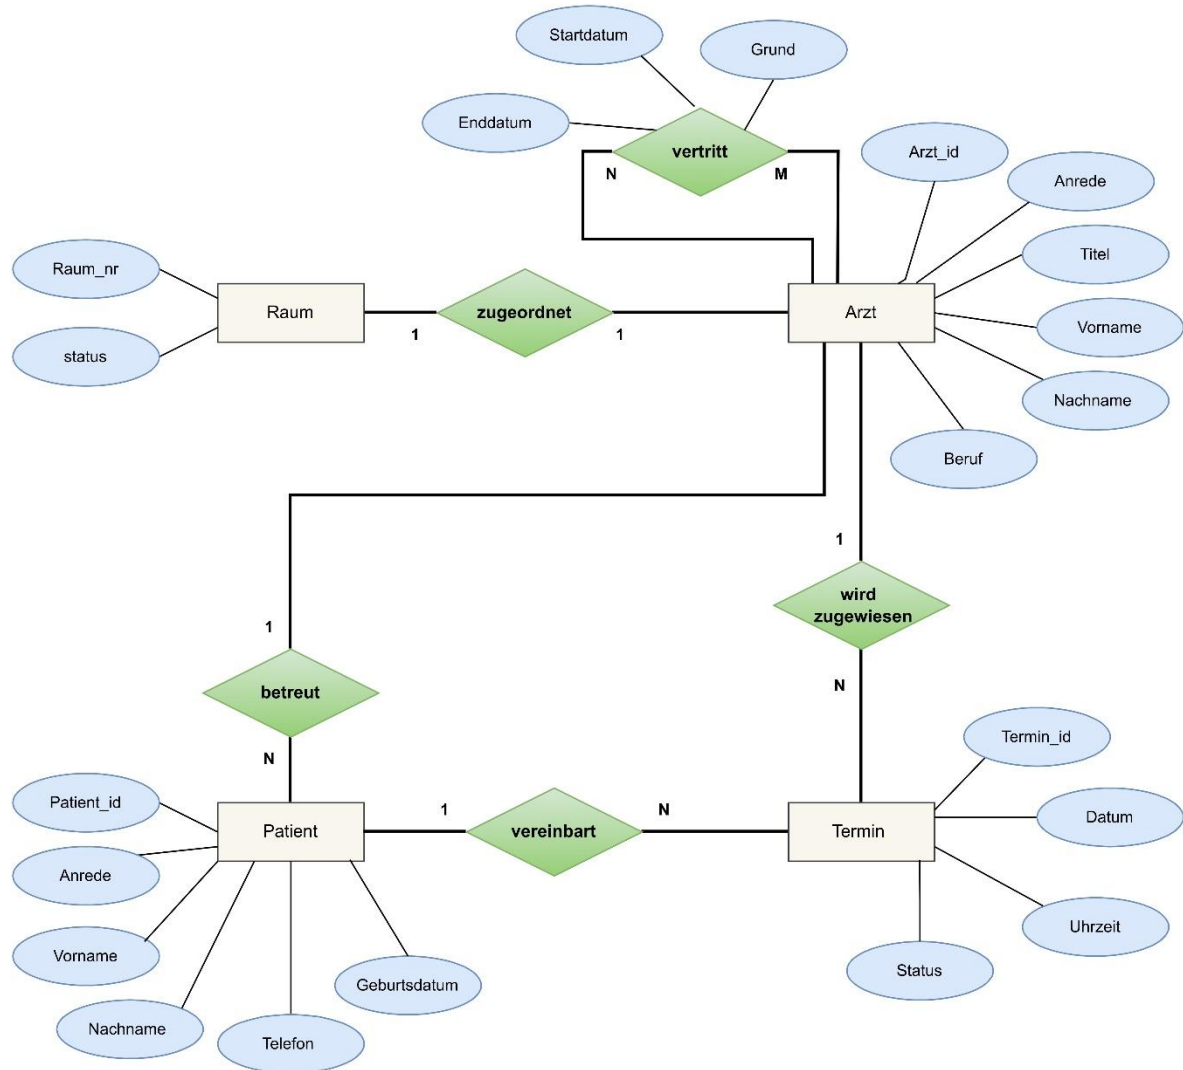 Startdatum
Grund
Enddatum
vertritt
N
M
Arzt_id
Anrede
Titel
Vorname
Nachname
Beruf
Raum_nr
status
Raum
1
zugeordnet
1
Arzt
1
wird
zugewiesen
N
1
betreut
N
Patient_id
Anrede
Vorname
Nachname
Telefon
Geburtsdatum
Patient
1
vereinbart
N
Termin
Termin_id
Datum
Uhrzeit
Status